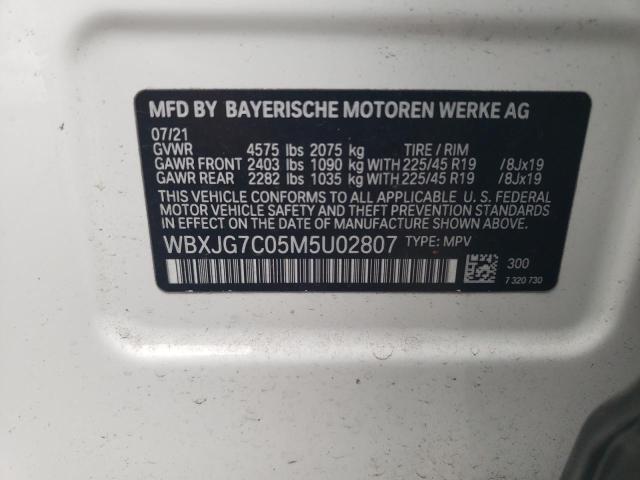 MFD BY BAYERISCHE MOTOREN WERKE AG
07/21
GVWR 4575 lbs 2075 kg TIRE / RIM
GAWR FRONT 2403 lbs 1090 kg WITH 225/45 R19 /8Jx19
GAWR REAR 2282 lbs 1035 kg WITH 225/45 R19 /8Jx19
THIS VEHICLE CONFORMS TO ALL APPLICABLE U. S. FEDERAL
MOTOR VEHICLE SAFETY AND THEFT PREVENTION STANDARDS
IN EFFECT ON THE DATE OF MANUFACTURE SHOWN ABOVE.
WBXJG7C05M5U02807 TYPE: MPV
300
7 320 730